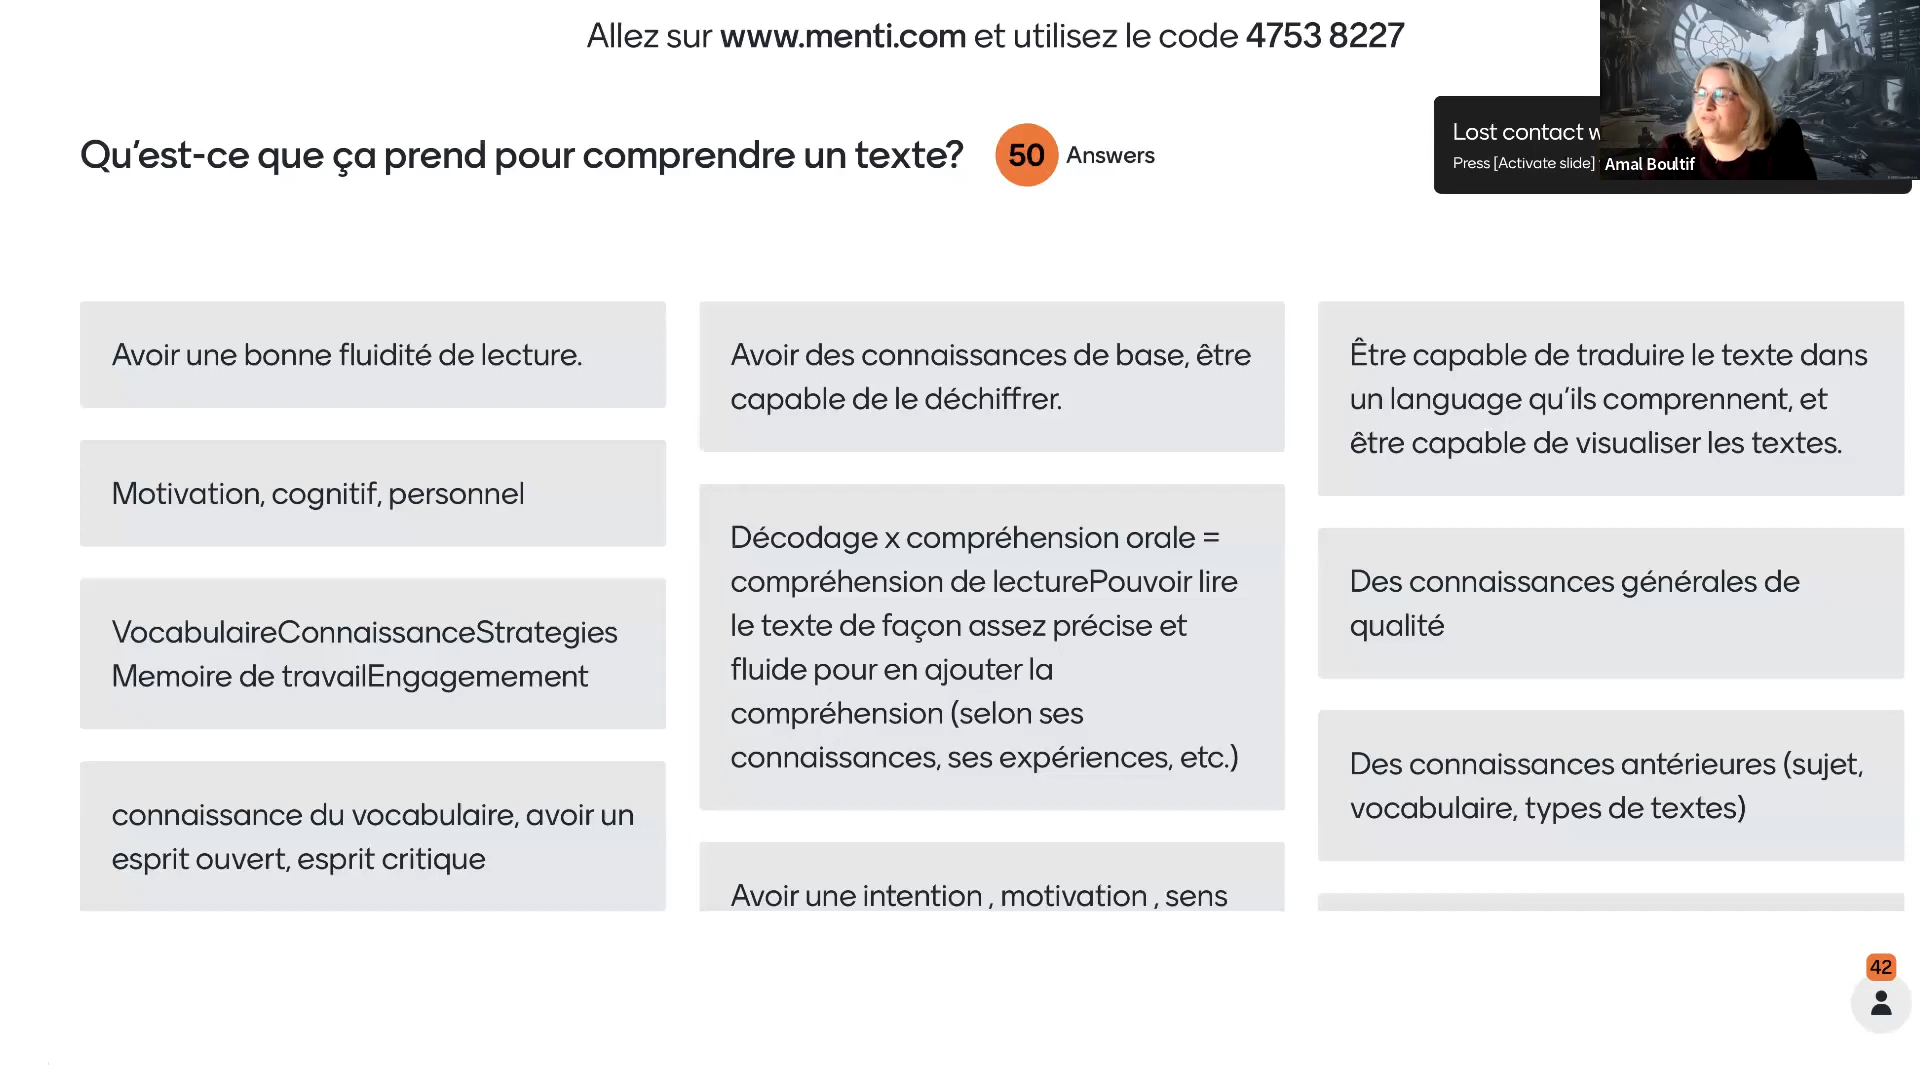 Allez sur www.menti.com et utilisez le code 4753 8227
Qu'est-ce que ça prend pour comprendre un texte?
50 Answers
Lost contact w
Press [Activate slide]
Amal Boultif
Avoir une bonne fluidité de lecture.
Motivation, cognitif, personnel
VocabulaireConnaissanceStrategies
Memoire de travailEngagemement
connaissance du vocabulaire, avoir un
esprit ouvert, esprit critique
Avoir des connaissances de base, être
capable de le déchiffrer.
Décodage x compréhension orale =
compréhension de lecturePouvoir lire
le texte de façon assez précise et
fluide pour en ajouter la
compréhension (selon ses
connaissances, ses expériences, etc.)
Avoir une intention , motivation , sens
Être capable de traduire le texte dans
un language qu'ils comprennent, et
être capable de visualiser les textes.
Des connaissances générales de
qualité
Des connaissances antérieures (sujet,
vocabulaire, types de textes)
42